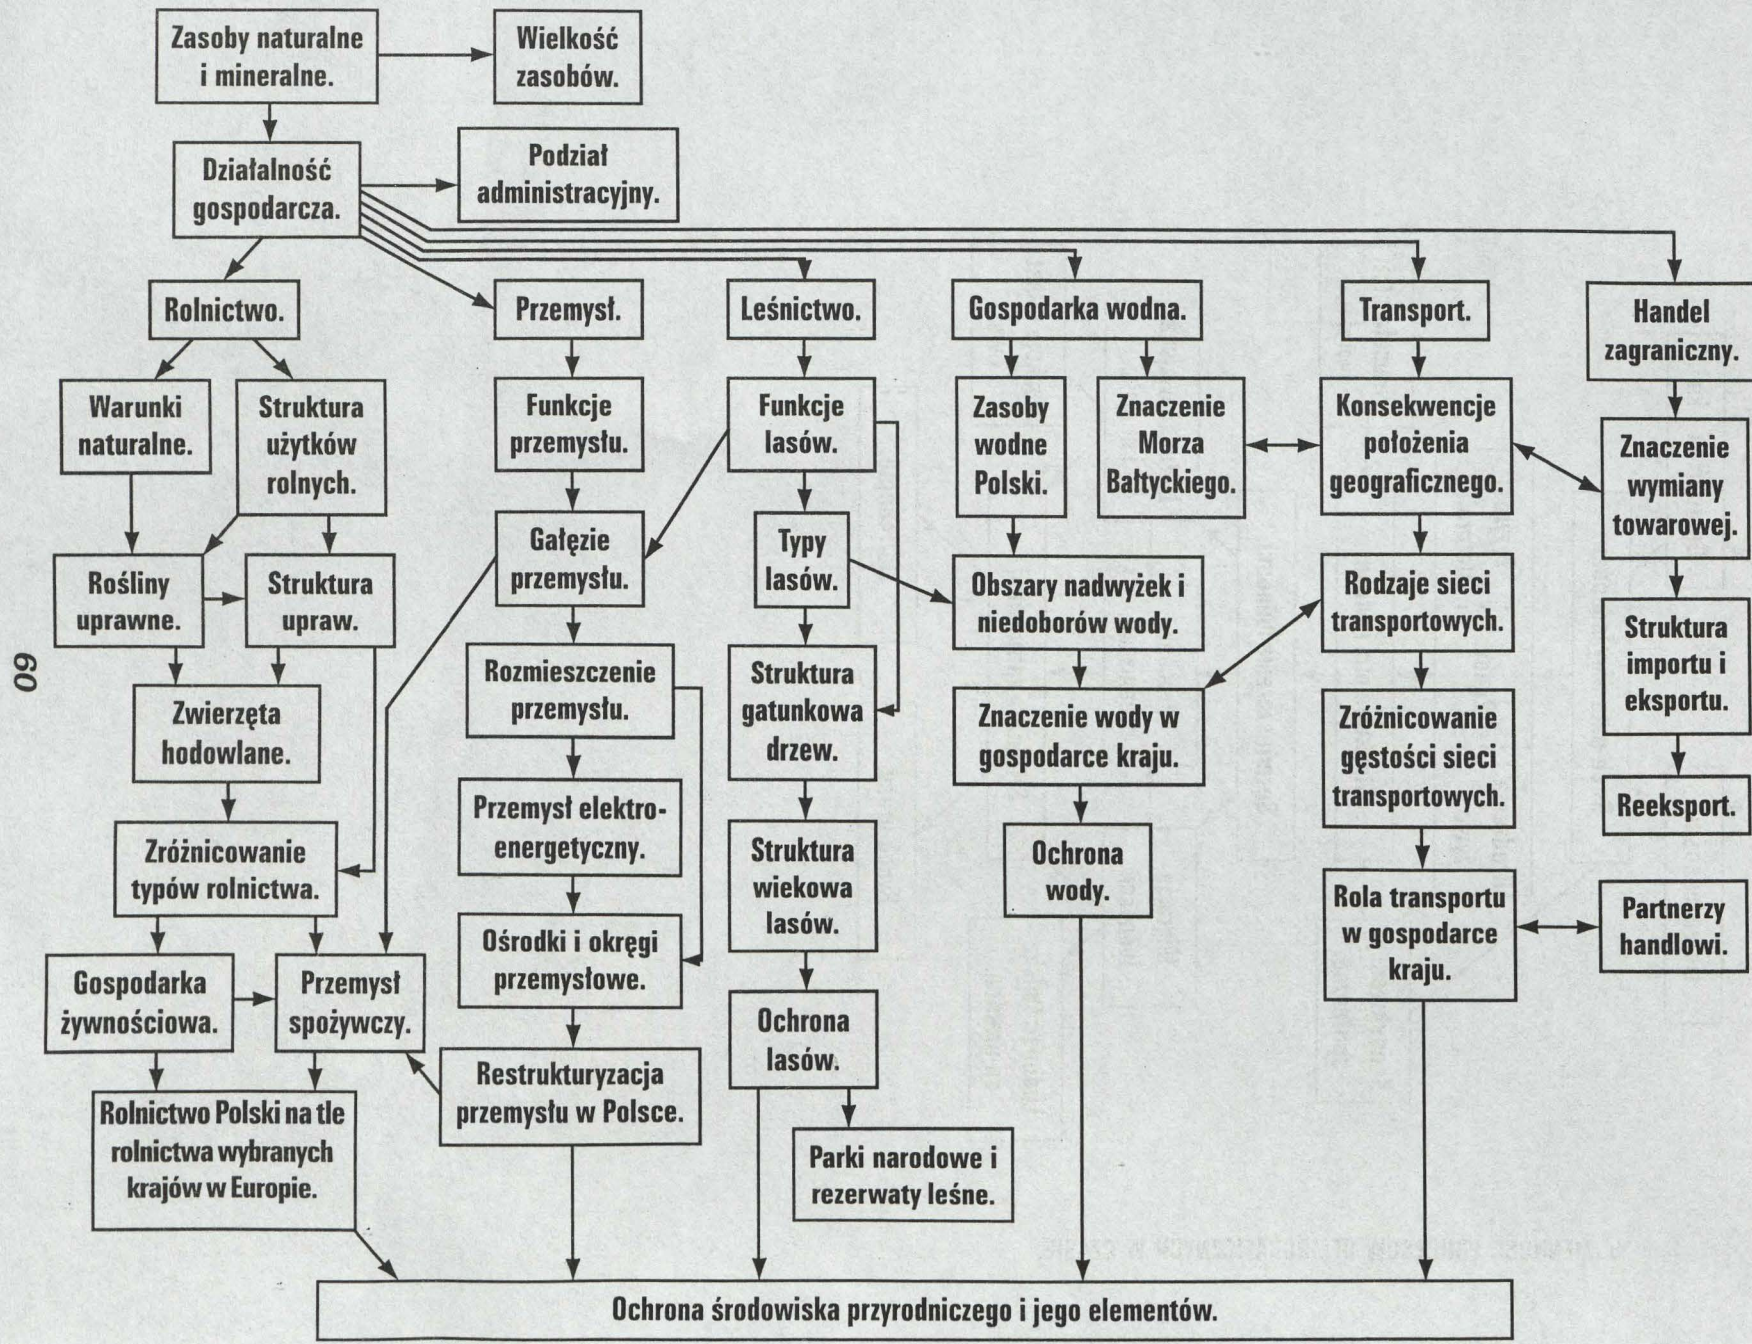 Zasoby naturalne
i mineralne.
Wielkość
zasobów.
Działalność
gospodarcza.
Podział
administracyjny.
Rolnictwo.
Przemysł.
Leśnictwo.
Gospodarka wodna.
Transport.
Handel
zagraniczny.
Warunki
naturalne.
Struktura
użytków
rolnych.
Funkcje
przemysłu.
Funkcje
lasów.
Zasoby
wodne
Polski.
Znaczenie
Morza
Bałtyckiego.
Konsekwencje
położenia
geograficznego.
Znaczenie
wymiany
towarowej.
Rośliny
uprawne.
Struktura
upraw.
Gałęzie
przemysłu.
Typy
lasów.
Obszary nadwyżek i
niedoborów wody.
Rodzaje sieci
transportowych.
Struktura
importu i
eksportu.
60
Zwierzęta
hodowlane.
Rozmieszczenie
przemysłu.
Struktura
gatunkowa
drzew.
Znaczenie wody w
gospodarce kraju.
Zróżnicowanie
gęstości sieci
transportowych.
Reeksport.
Zróżnicowanie
typów rolnictwa.
Przemysł elektro-
energetyczny.
Struktura
wiekowa
lasów.
Ochrona
wody.
Rola transportu
w gospodarce
kraju.
Partnerzy
handlowi.
Gospodarka
żywnościowa.
Przemysł
spożywczy.
Ośrodki i okręgi
przemysłowe.
Ochrona
lasów.
Rolnictwo Polski na tle
rolnictwa wybranych
krajów w Europie.
Restrukturyzacja
przemysłu w Polsce.
Parki narodowe i
rezerwaty leśne.
Ochrona środowiska przyrodniczego i jego elementów.